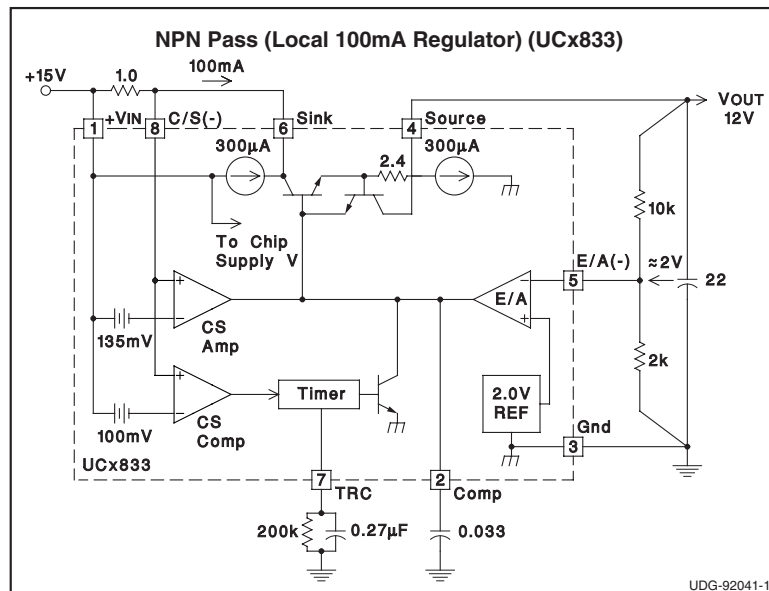 NPN Pass (Local 100mA Regulator) (UCx833)
+15V
1.0
100mA
VOUT
12V
1
+VIN
8
C/S(-)
6
Sink
4
Source
300µA
2.4
300µA
10k
To Chip
Supply V
E/A(-)
5
≈2V
22
+
–
CS
Amp
E/A
–
+
135mV
2k
+
–
CS
Comp
Timer
2.0V
REF
100mV
Gnd
3
UCx833
7
TRC
2
Comp
200k
0.27µF
0.033
UDG-92041-1